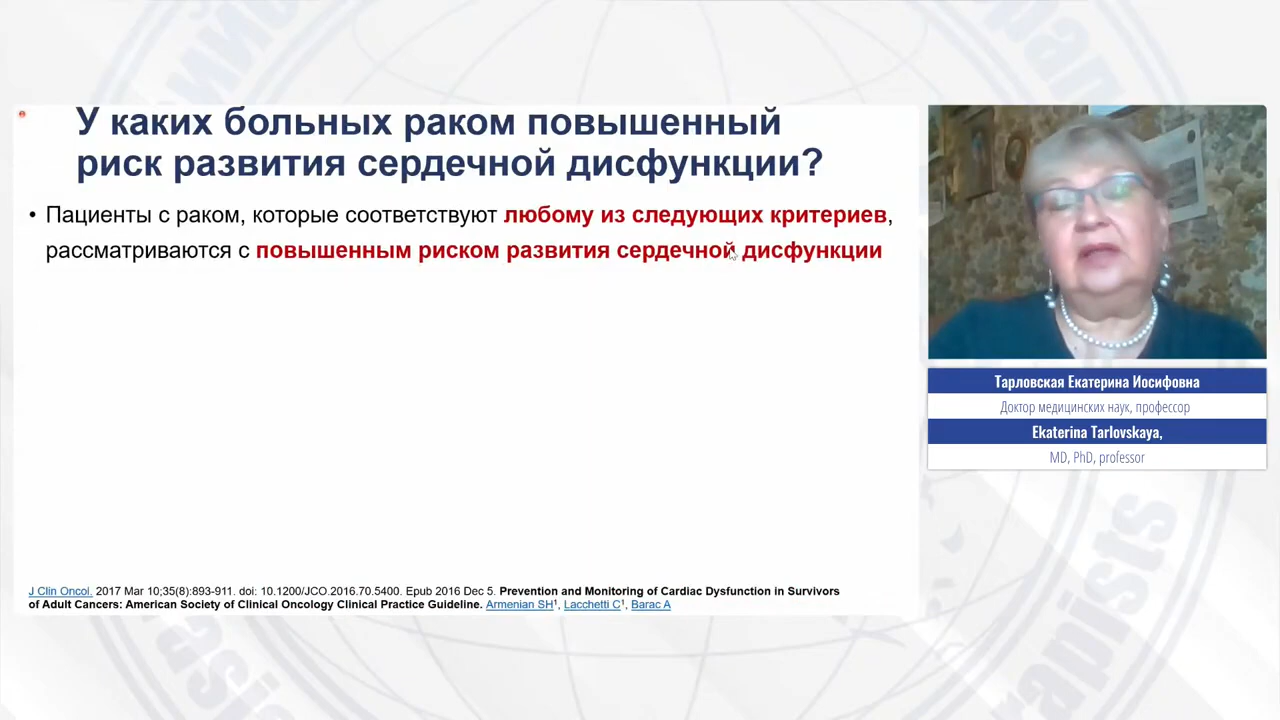 У каких больных раком повышенный
риск развития сердечной дисфункции?
• Пациенты с раком, которые соответствуют любому из следующих критериев,
рассматриваются с повышенным риском развития сердечной дисфункции
J Clin Oncol. 2017 Mar 10;35(8):893-911. doi: 10.1200/JCO.2016.70.5400. Epub 2016 Dec 5. Prevention and Monitoring of Cardiac Dysfunction in Survivors
of Adult Cancers: American Society of Clinical Oncology Clinical Practice Guideline. Armenian SH¹, Lacchetti C¹, Barac A
Тарловская Екатерина Иосифовна
Доктор медицинских наук, профессор
Ekaterina Tarlovskaya,
MD, PhD, professor